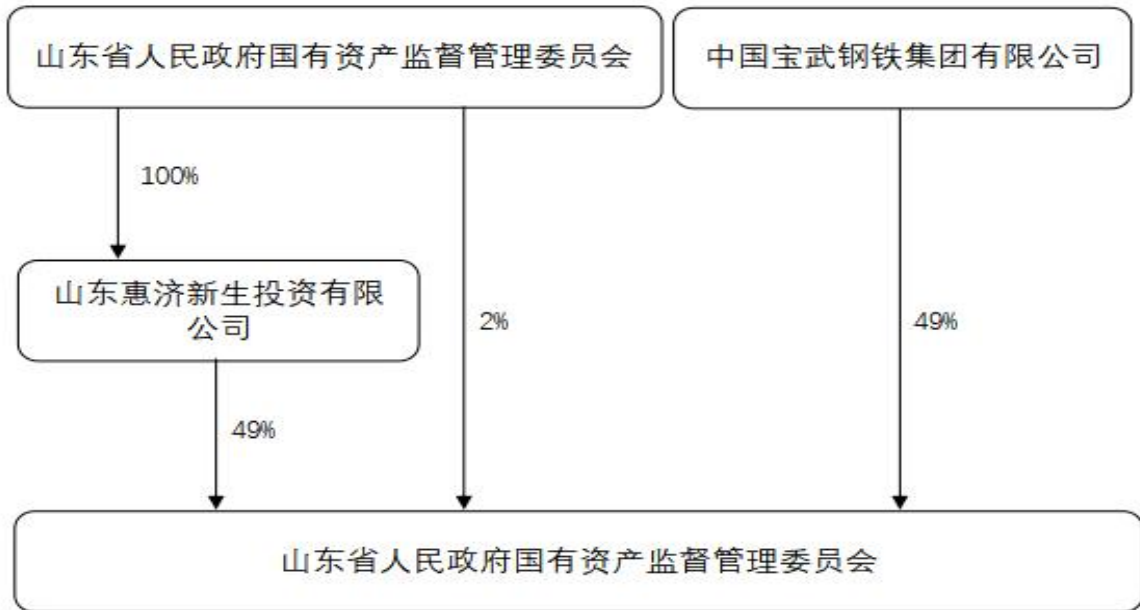 山东省人民政府国有资产监督管理委员会
中国宝武钢铁集团有限公司
100%
山东惠济新生投资有限
公司
2%
49%
49%
山东省人民政府国有资产监督管理委员会